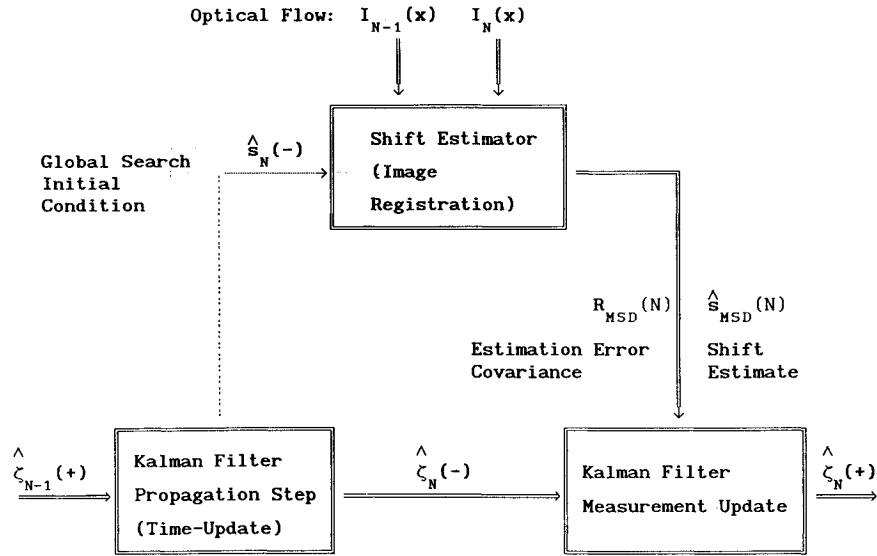 Optical Flow: I_{N-1}(x) I_N(x)
Shift Estimator
(Image
Registration)
ŝ_N(-)
Global Search
Initial
Condition
R_{MSD}(N) ŝ_{MSD}(N)
Estimation Error Shift
Covariance Estimate
ζ̂_{N-1}(+)
Kalman Filter
Propagation Step
(Time-Update)
ζ̂_N(-)
Kalman Filter
Measurement Update
ζ̂_N(+)